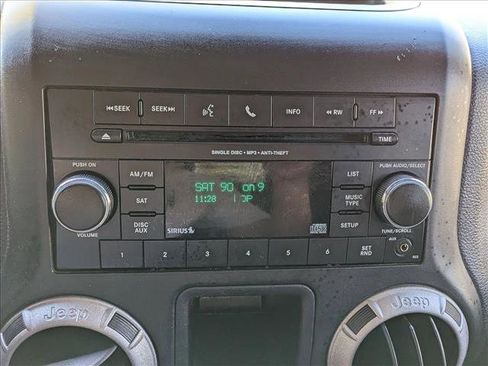 SEEK SEEK INFO RW FF
TIME
SINGLE DISC • MP3 • ANTI-THEFT
PUSH ON AM/FM LIST PUSH AUDIO/SELECT
SAT 90 on 9
SAT MUSIC TYPE
11:28 OP
VOLUME DISC AUX SIRIUS SETUP TUNE/SCROLL
1 2 3 4 5 6 SET RND AUX
Jeep Jeep